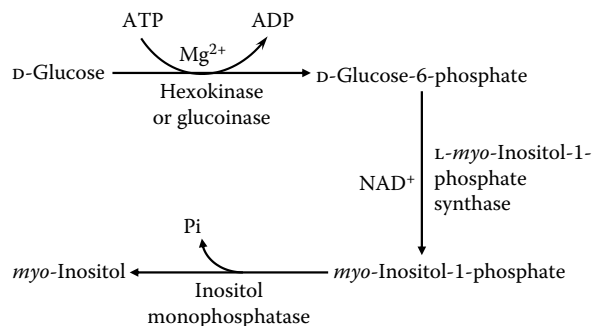 ATP
ADP
Mg²⁺
D-Glucose
D-Glucose-6-phosphate
Hexokinase
or glucoinase
NAD⁺
L-myo-Inositol-1-
phosphate
synthase
Pi
myo-Inositol
myo-Inositol-1-phosphate
Inositol
monophosphatase